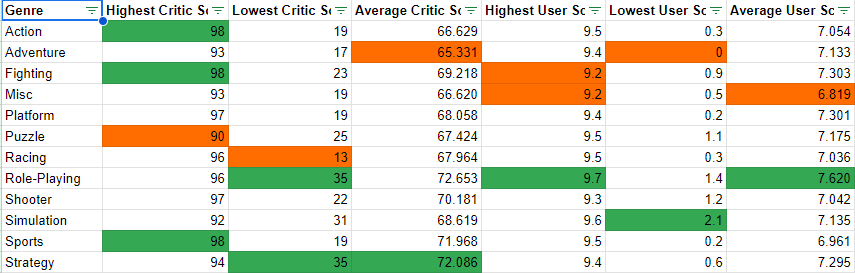 Genre Highest Critic Sc Lowest Critic Sc Average Critic Sc Highest User Sc Lowest User Sc Average User Sc
Action 98 19 66.629 9.5 0.3 7.054
Adventure 93 17 65.331 9.4 0 7.133
Fighting 98 23 69.218 9.2 0.9 7.303
Misc 93 19 66.620 9.2 0.5 6.819
Platform 97 19 68.058 9.4 0.2 7.301
Puzzle 90 25 67.424 9.5 1.1 7.175
Racing 96 13 67.964 9.5 0.3 7.036
Role-Playing 96 35 72.653 9.7 1.4 7.620
Shooter 97 22 70.181 9.3 1.2 7.042
Simulation 92 31 68.619 9.6 2.1 7.135
Sports 98 19 71.968 9.5 0.2 6.961
Strategy 94 35 72.086 9.4 0.6 7.295